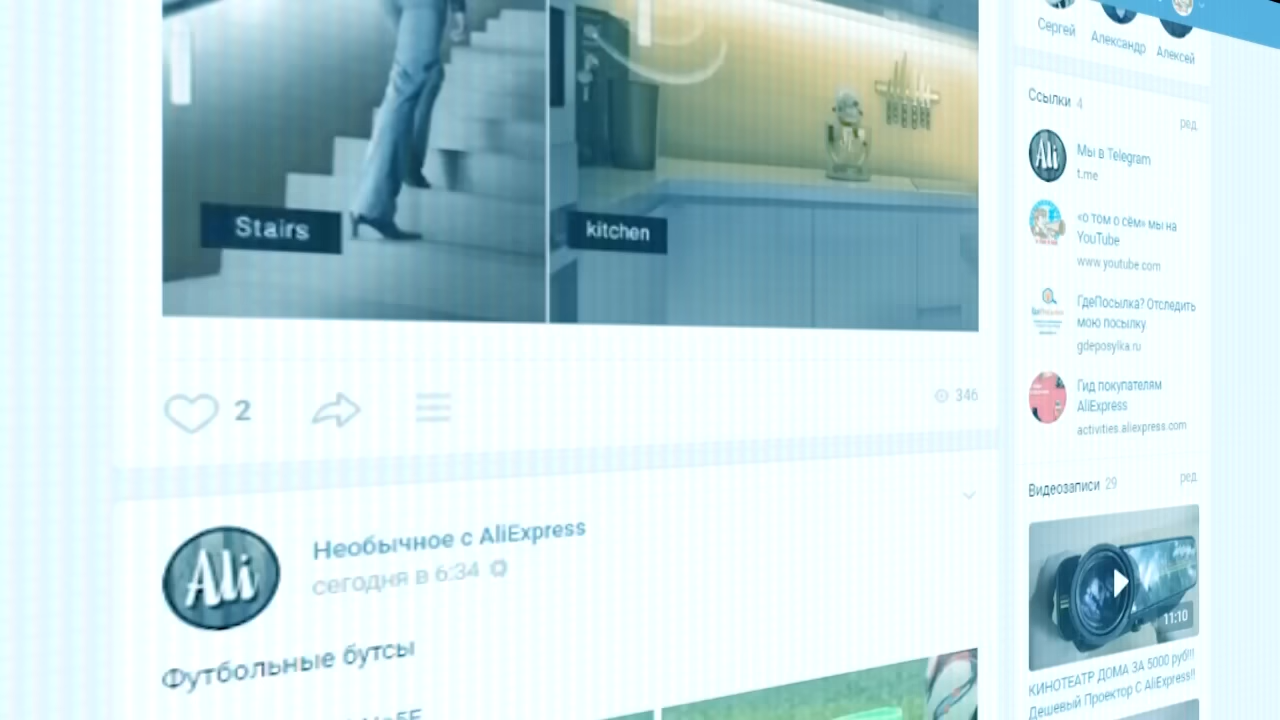 Stairs
kitchen
2
346
Ali
Необычное с AliExpress
сегодня в 6:34
Футбольные бутсы
Сергей
Александр
Алексей
Ссылки 4
ред
Ali
Мы в Telegram
t.me
«о том о сём» мы на
YouTube
www.youtube.com
ГдеПосылка? Отследить
мою посылку
gdeposylka.ru
Гид покупателям
AliExpress
activities.aliexpress.com
Видеозаписи 29
ред
11:10
КИНОТЕАТР ДОМА ЗА 5000 руб!!!
Дешевый Проектор С AliExpress!!